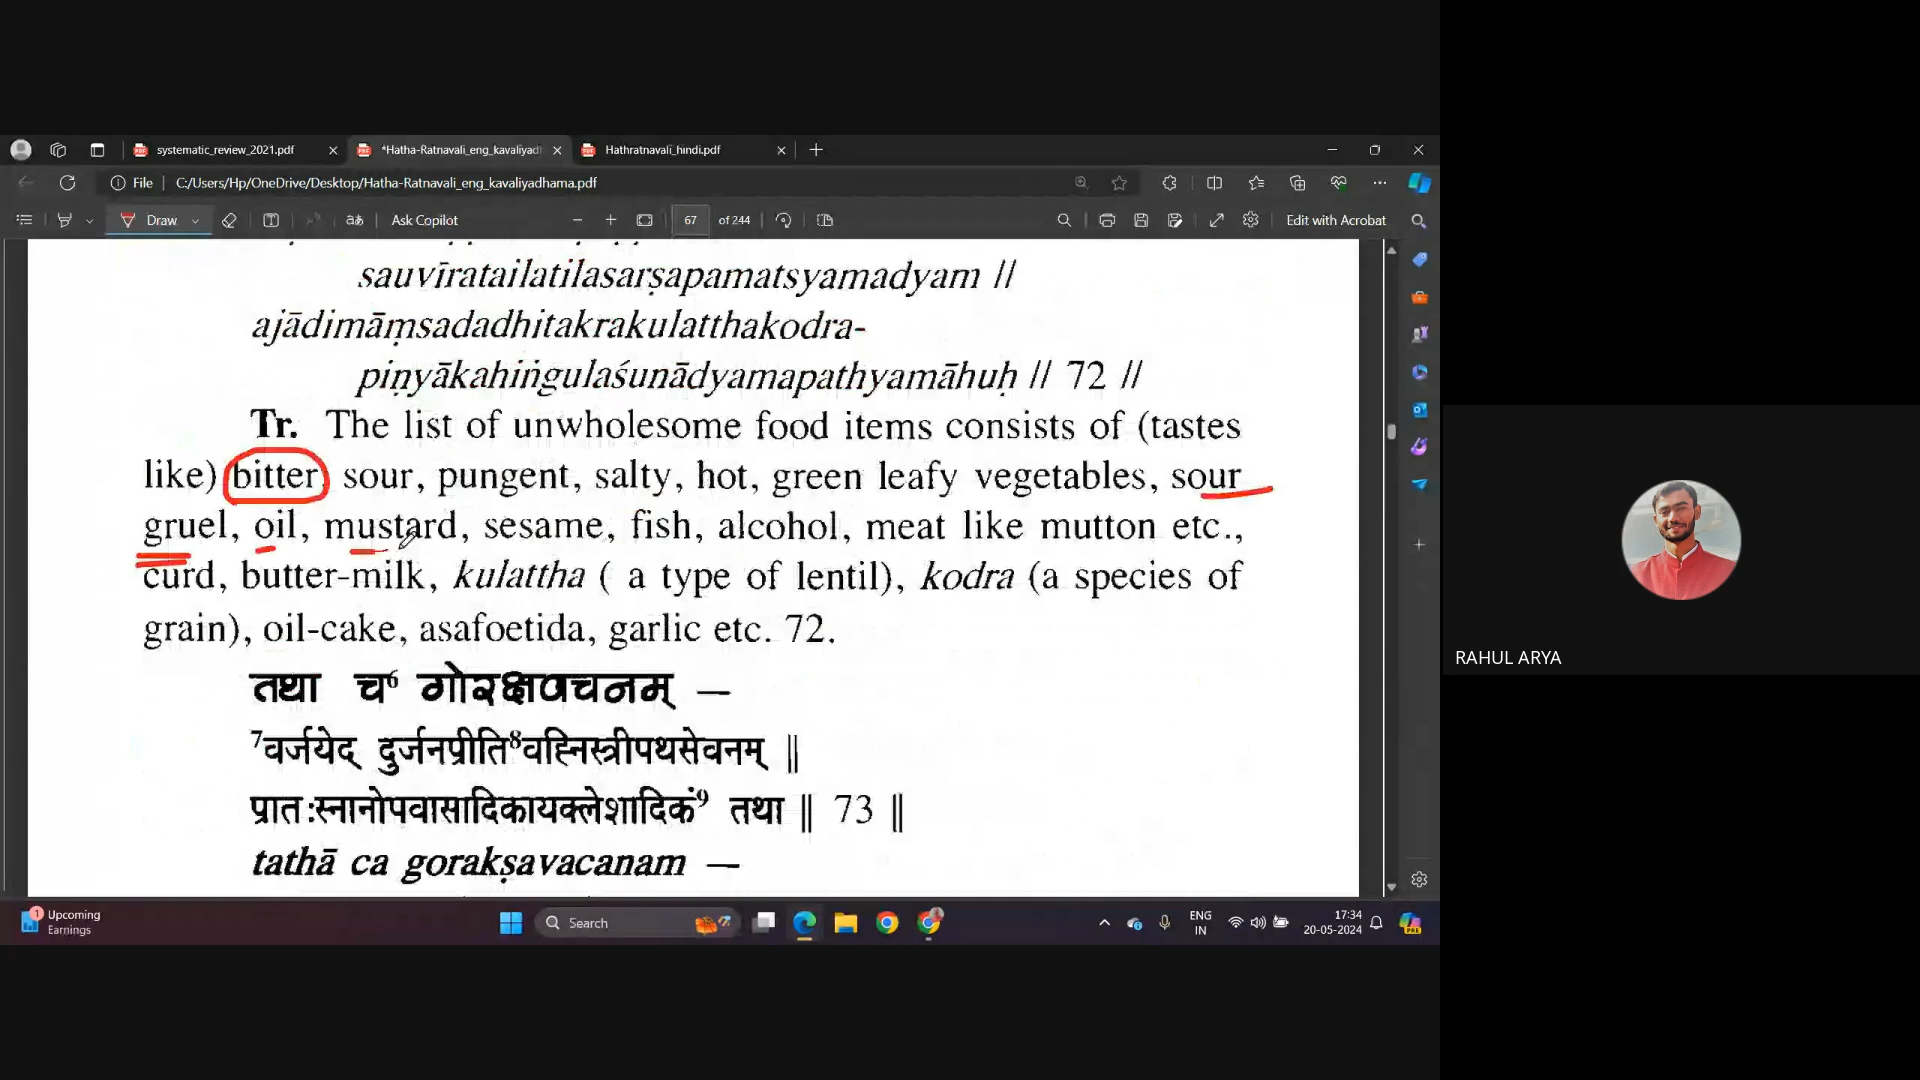 systematic_review_2021.pdf
*Hatha-Ratnavali_eng_kavaliyad
Hathratnavali_hindi.pdf
File
C:/Users/Hp/OneDrive/Desktop/Hatha-Ratnavali_eng_kavaliyadhama.pdf
Draw
aあ
Ask Copilot
67
of 244
Edit with Acrobat
sauvīratailatilasarṣapamatsyamadyam //
ajādimāṃsadadhitakrakulatthakodra-
piṇyākahiṅgulaśunādyamapathyamāhuḥ // 72 //
Tr. The list of unwholesome food items consists of (tastes
like) bitter sour, pungent, salty, hot, green leafy vegetables, sour
gruel, oil, mustard, sesame, fish, alcohol, meat like mutton etc.,
curd, butter-milk, kulattha ( a type of lentil), kodra (a species of
grain), oil-cake, asafoetida, garlic etc. 72.
तथा च⁶ गोरक्षवचनम् —
⁷वर्जयेद् दुर्जनप्रीति⁸वह्निस्त्रीपथसेवनम् ||
प्रातःस्नानोपवासादिकायक्लेशादिकं⁹ तथा || 73 ||
tathā ca gorakṣavacanam —
RAHUL ARYA
1
Upcoming
Earnings
Search
ENG
IN
17:34
20-05-2024
PRE